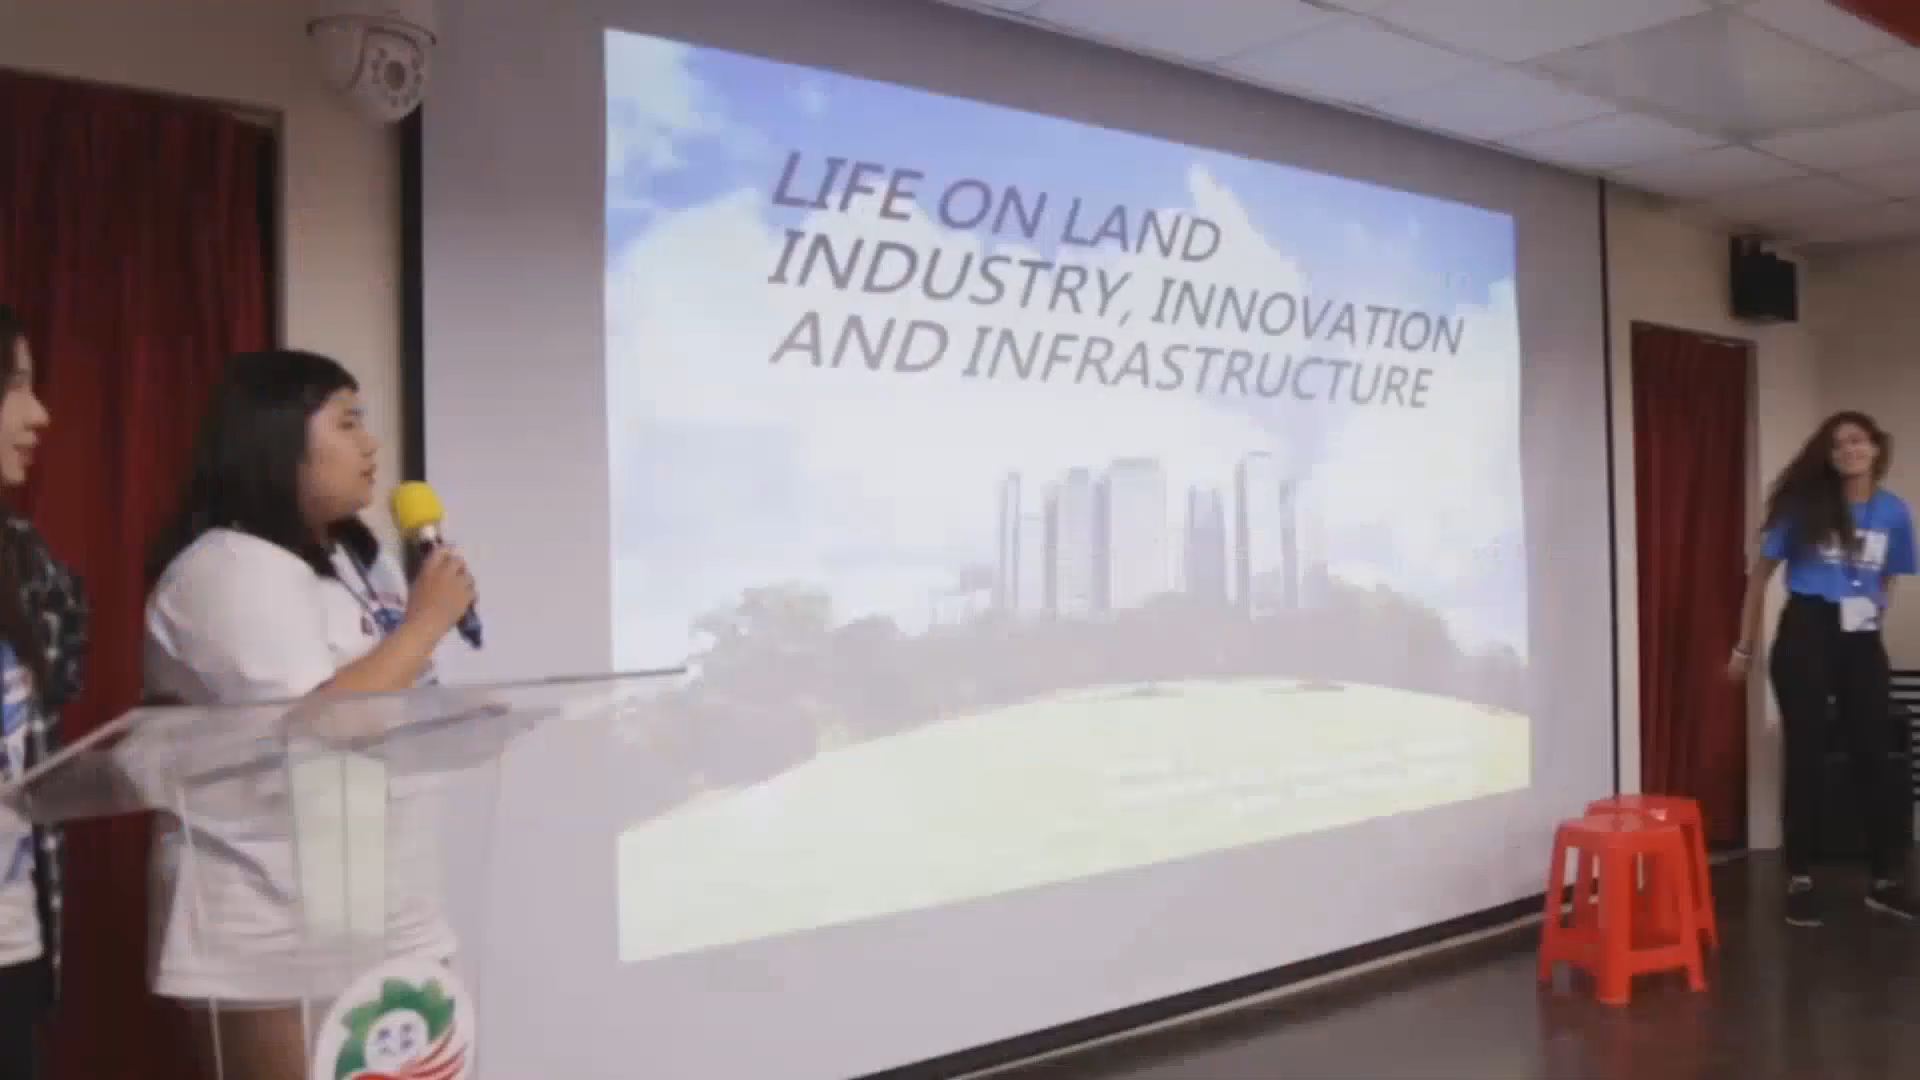 LIFE ON LAND
INDUSTRY, INNOVATION
AND INFRASTRUCTURE